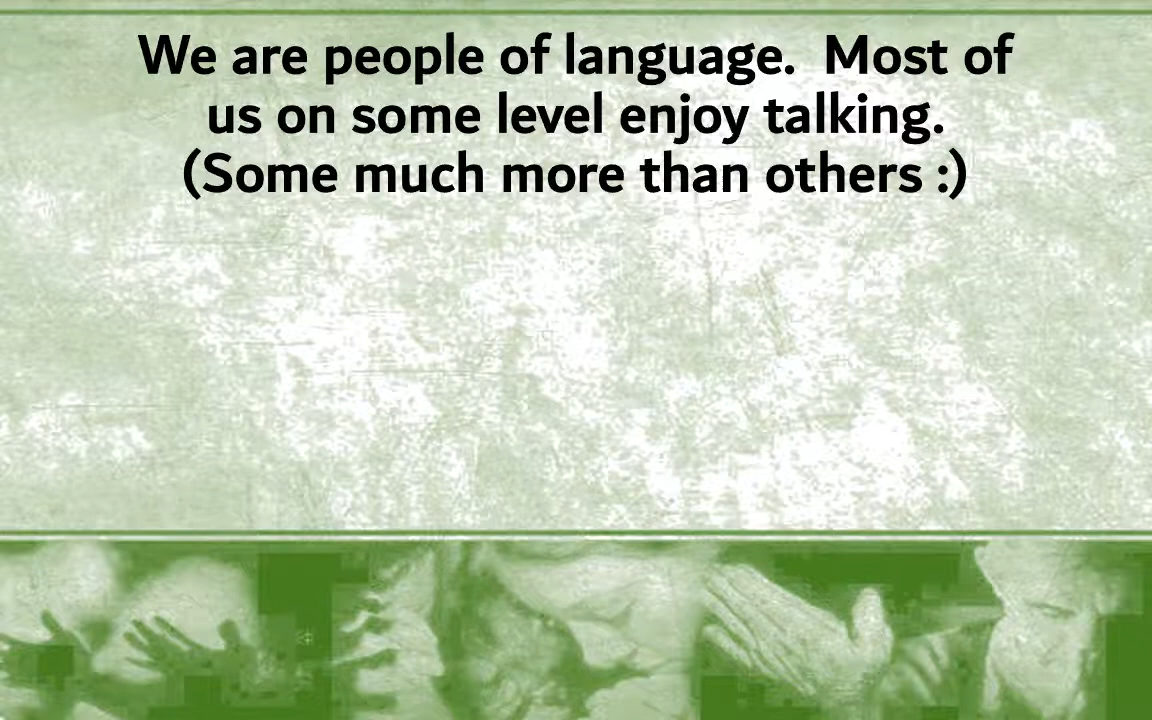 We are people of language.  Most of
us on some level enjoy talking.
(Some much more than others :)